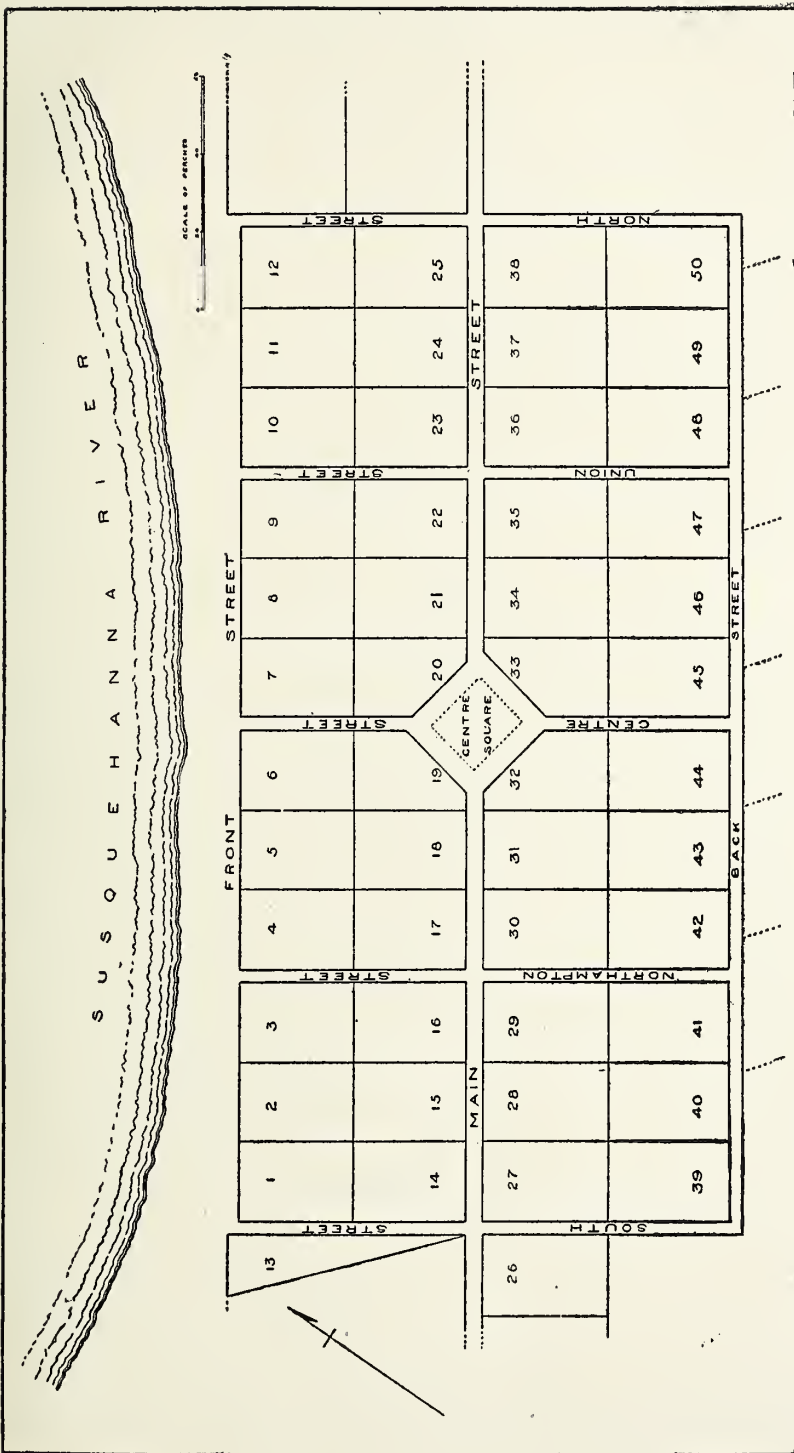 SUSQUEHANNA RIVER
SCALE OF PERCHES
FRONT STREET
1 2 3 4 5 6 7 8 9 10 11 12
13
14 15 16 17 18 19 20 21 22 23 24 25
MAIN STREET
CENTRE
SQUARE
26 27 28 29 30 31 32 33 34 35 36 37 38
39 40 41 42 43 44 45 46 47 48 49 50
BACK STREET
SOUTH STREET
NORTHAMPTON STREET
CENTRE STREET
UNION STREET
NORTH STREET